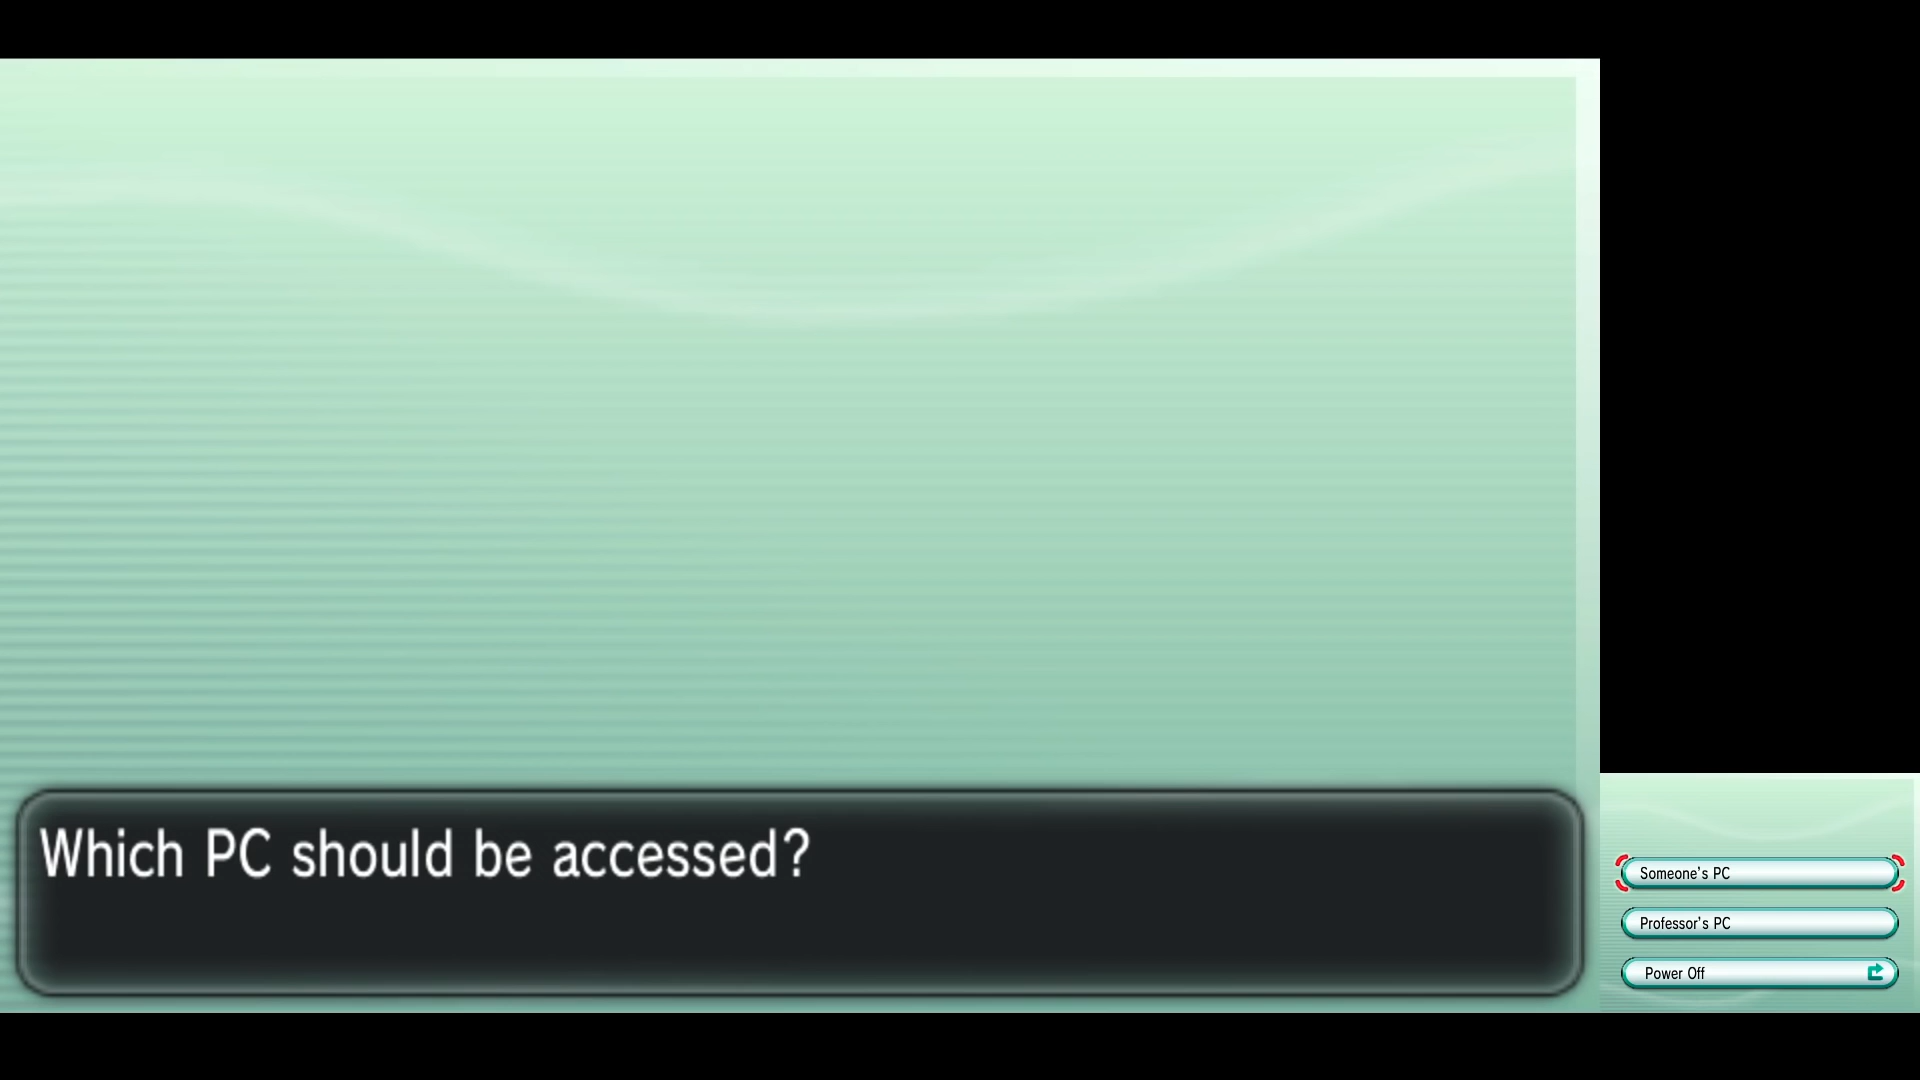 Which PC should be accessed?
Someone's PC
Professor's PC
Power Off